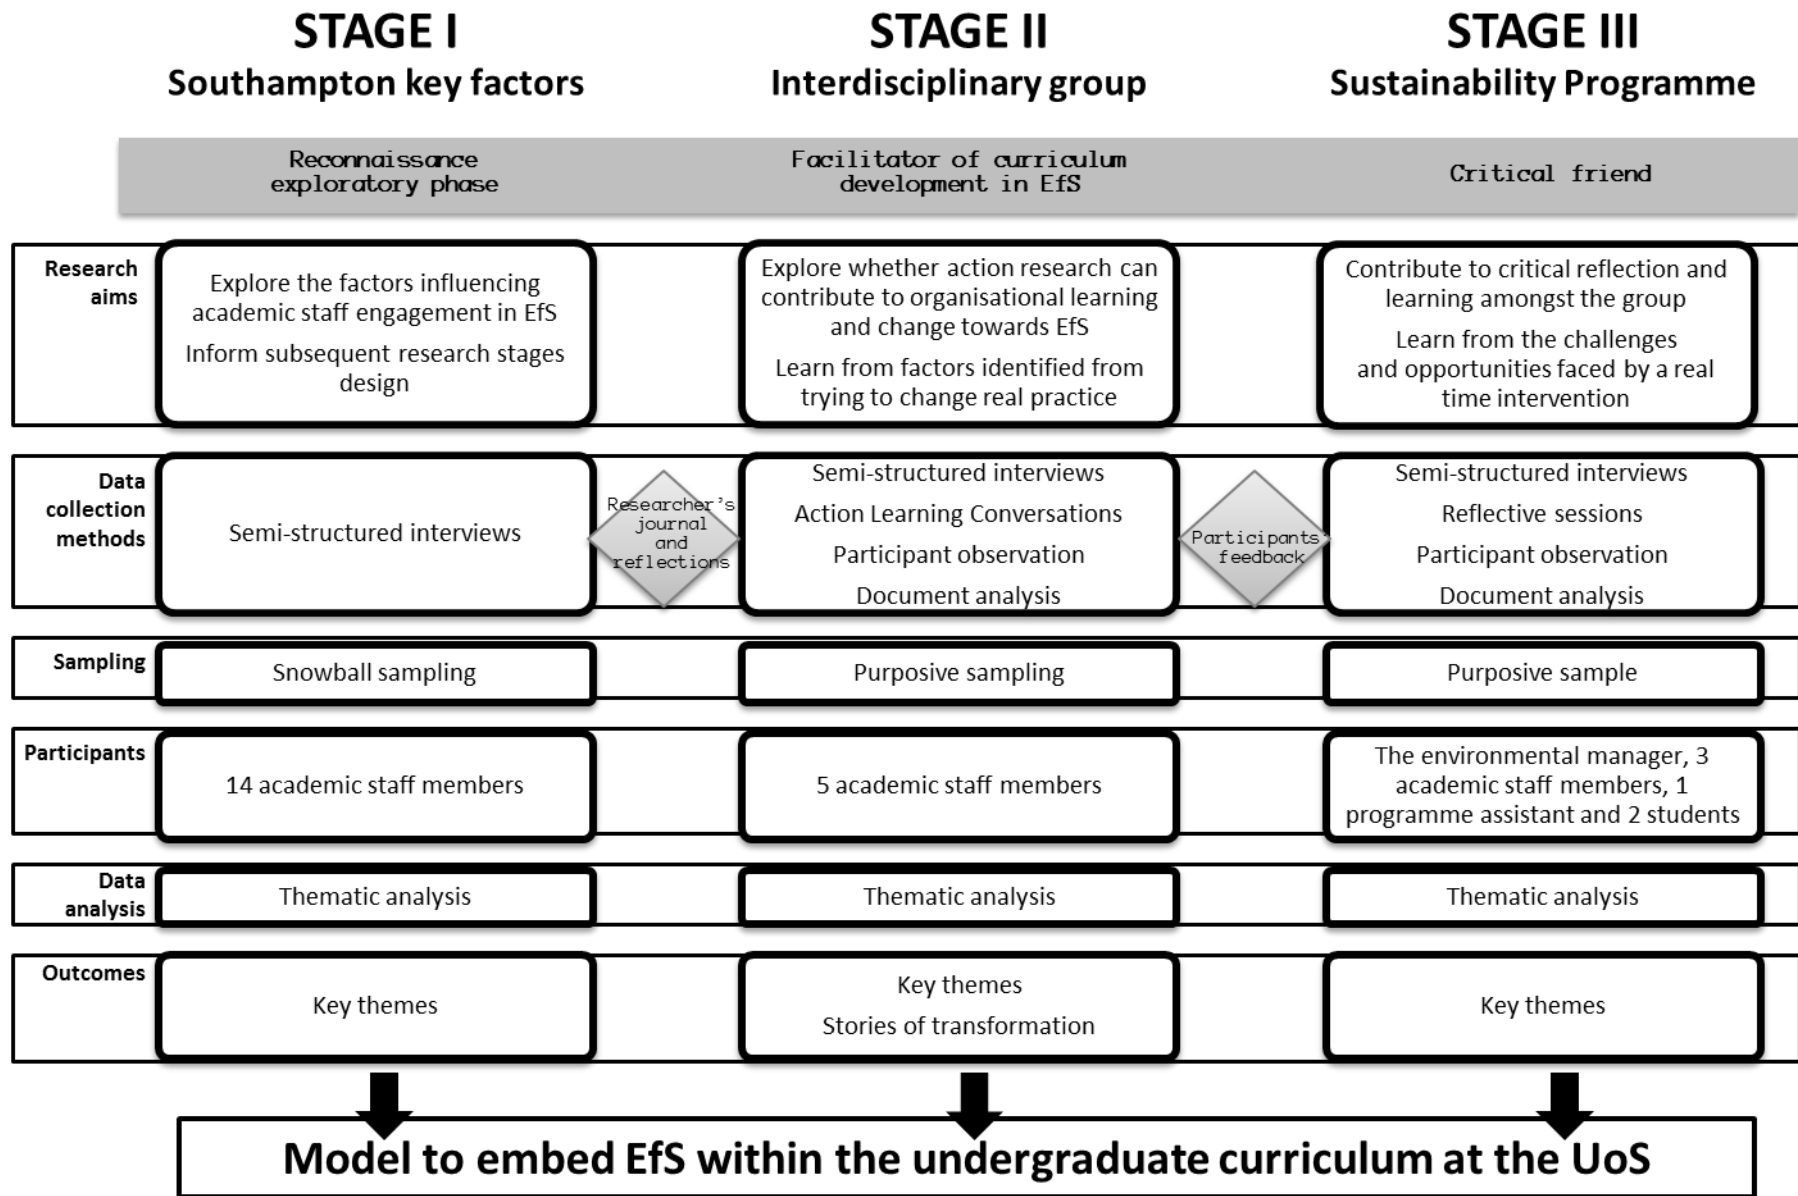 STAGE I
Southampton key factors
STAGE II
Interdisciplinary group
STAGE III
Sustainability Programme
Reconnaissance
exploratory phase
Facilitator of curriculum
development in EfS
Critical friend
Research
aims
Explore the factors influencing
academic staff engagement in EfS
Inform subsequent research stages
design
Explore whether action research can
contribute to organisational learning
and change towards EfS
Learn from factors identified from
trying to change real practice
Contribute to critical reflection and
learning amongst the group
Learn from the challenges
and opportunities faced by a real
time intervention
Data
collection
methods
Semi-structured interviews
Researcher's
journal
and
reflections
Semi-structured interviews
Action Learning Conversations
Participant observation
Document analysis
Participants
feedback
Semi-structured interviews
Reflective sessions
Participant observation
Document analysis
Sampling
Snowball sampling
Purposive sampling
Purposive sample
Participants
14 academic staff members
5 academic staff members
The environmental manager, 3
academic staff members, 1
programme assistant and 2 students
Data
analysis
Thematic analysis
Thematic analysis
Thematic analysis
Outcomes
Key themes
Key themes
Stories of transformation
Key themes
Model to embed EfS within the undergraduate curriculum at the UoS